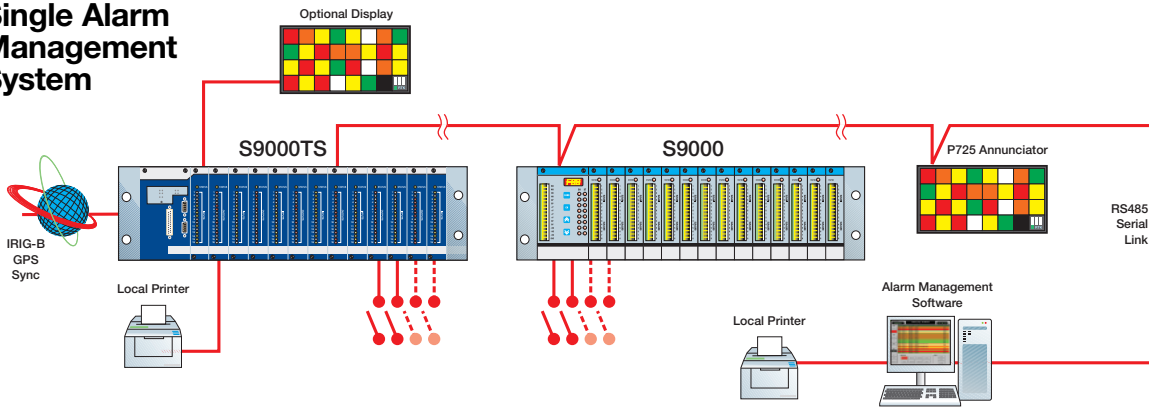 Single Alarm
Management
System
Optional Display
RTK
S9000TS
S9000
P725 Annunciator
IRIG-B
GPS
Sync
RS485
Serial
Link
Local Printer
Local Printer
Alarm Management
Software